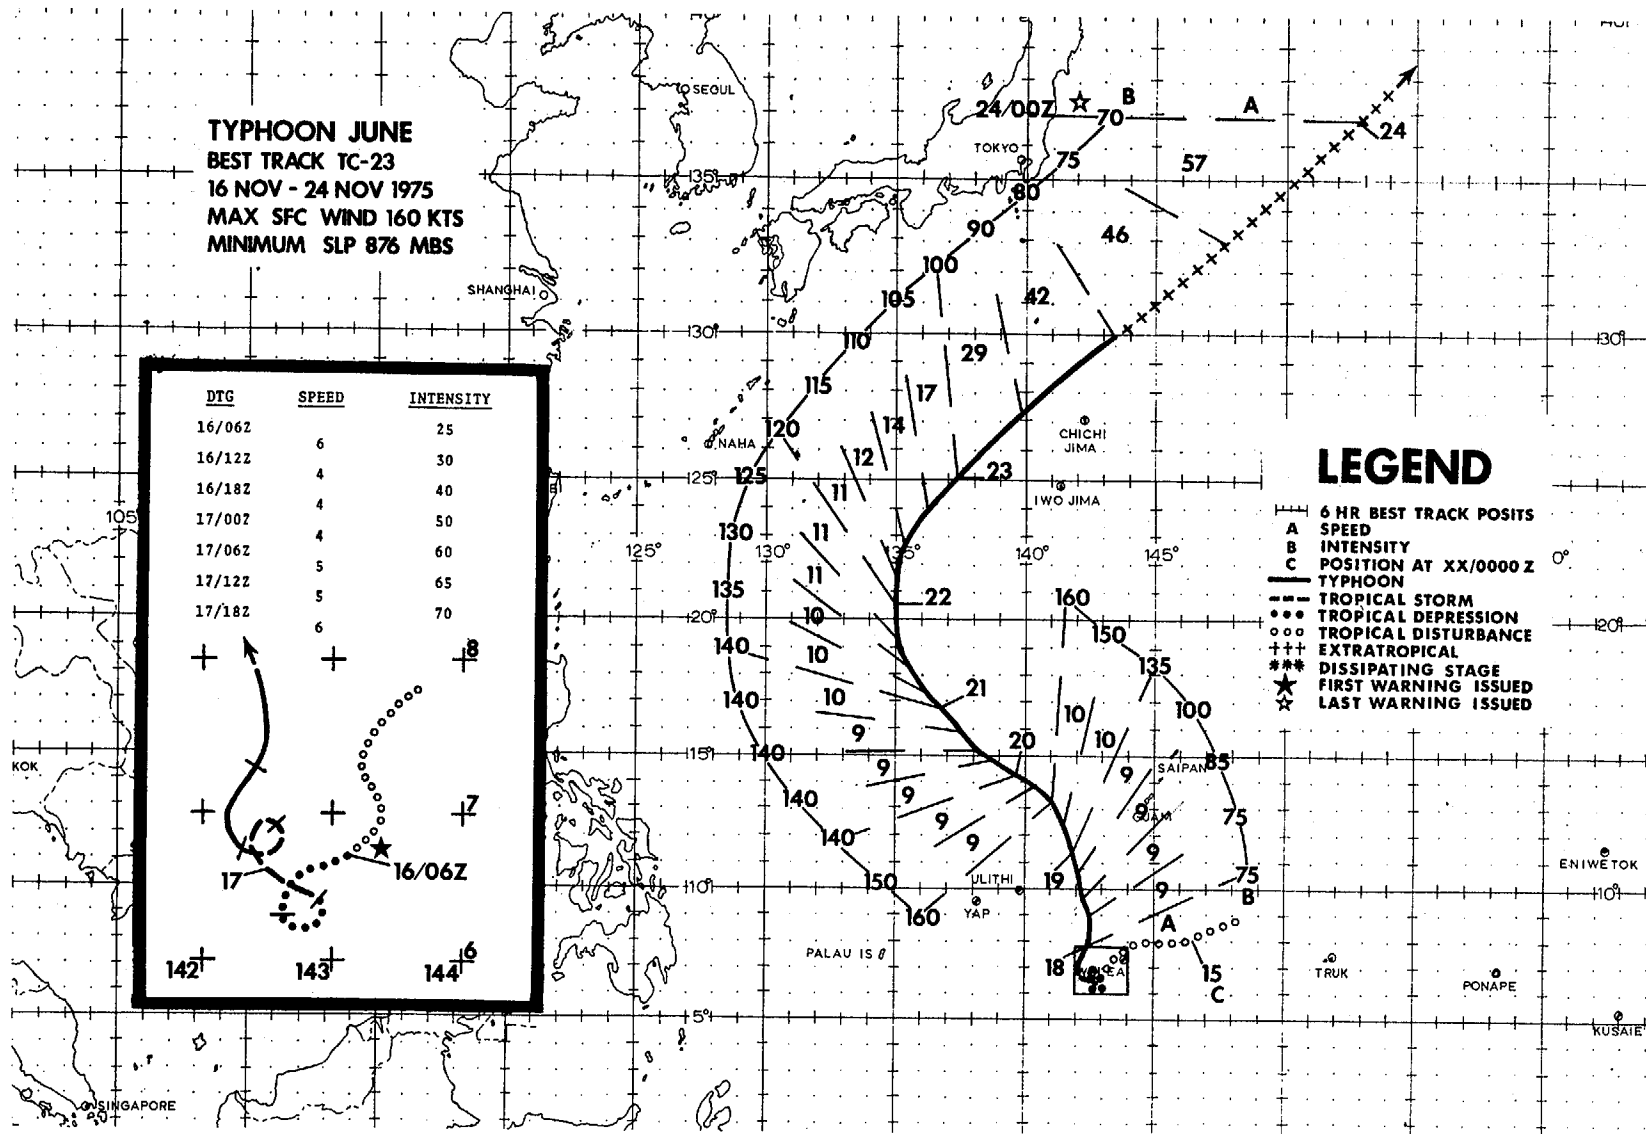 TYPHOON JUNE
BEST TRACK TC-23
16 NOV - 24 NOV 1975
MAX SFC WIND 160 KTS
MINIMUM SLP 876 MBS
SEOUL
SHANGHAI
TOKYO
NAHA
CHICHI
JIMA
IWO JIMA
24/00Z
B
A
70
24
75
57
80
90
46
100
105
42
110
29
115
17
120
14
125
12
23
130
11
135
11
11
22
140
10
10
21
140
10
140
9
20
140
9
140
9
150
9
160
9
35°
30°
30°
25°
20°
20°
15°
10°
10°
5°
105
125°
130°
135°
140°
145°
0°
160
150
135
100
85
75
75
B
10
10
9
9
9
9
A
19
18
15
C
SAIPAN
GUAM
ULITHI
YAP
PALAU IS
TRUK
PONAPE
KUSAIE
ENIWETOK
KOK
SINGAPORE
DTG SPEED INTENSITY
16/06Z 25
6
16/12Z 30
4
16/18Z 40
4
17/00Z 50
4
17/06Z 60
5
17/12Z 65
5
17/18Z 70
6
8
7
17
16/06Z
142
143
144
6
LEGEND
6 HR BEST TRACK POSITS
A SPEED
B INTENSITY
C POSITION AT XX/0000 Z
TYPHOON
TROPICAL STORM
TROPICAL DEPRESSION
TROPICAL DISTURBANCE
EXTRATROPICAL
DISSIPATING STAGE
FIRST WARNING ISSUED
LAST WARNING ISSUED